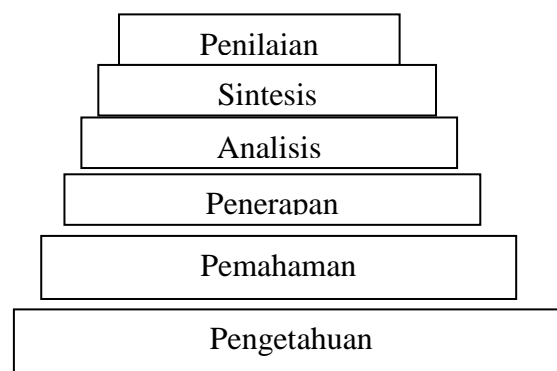 Penilaian
Sintesis
Analisis
Penerapan
Pemahaman
Pengetahuan